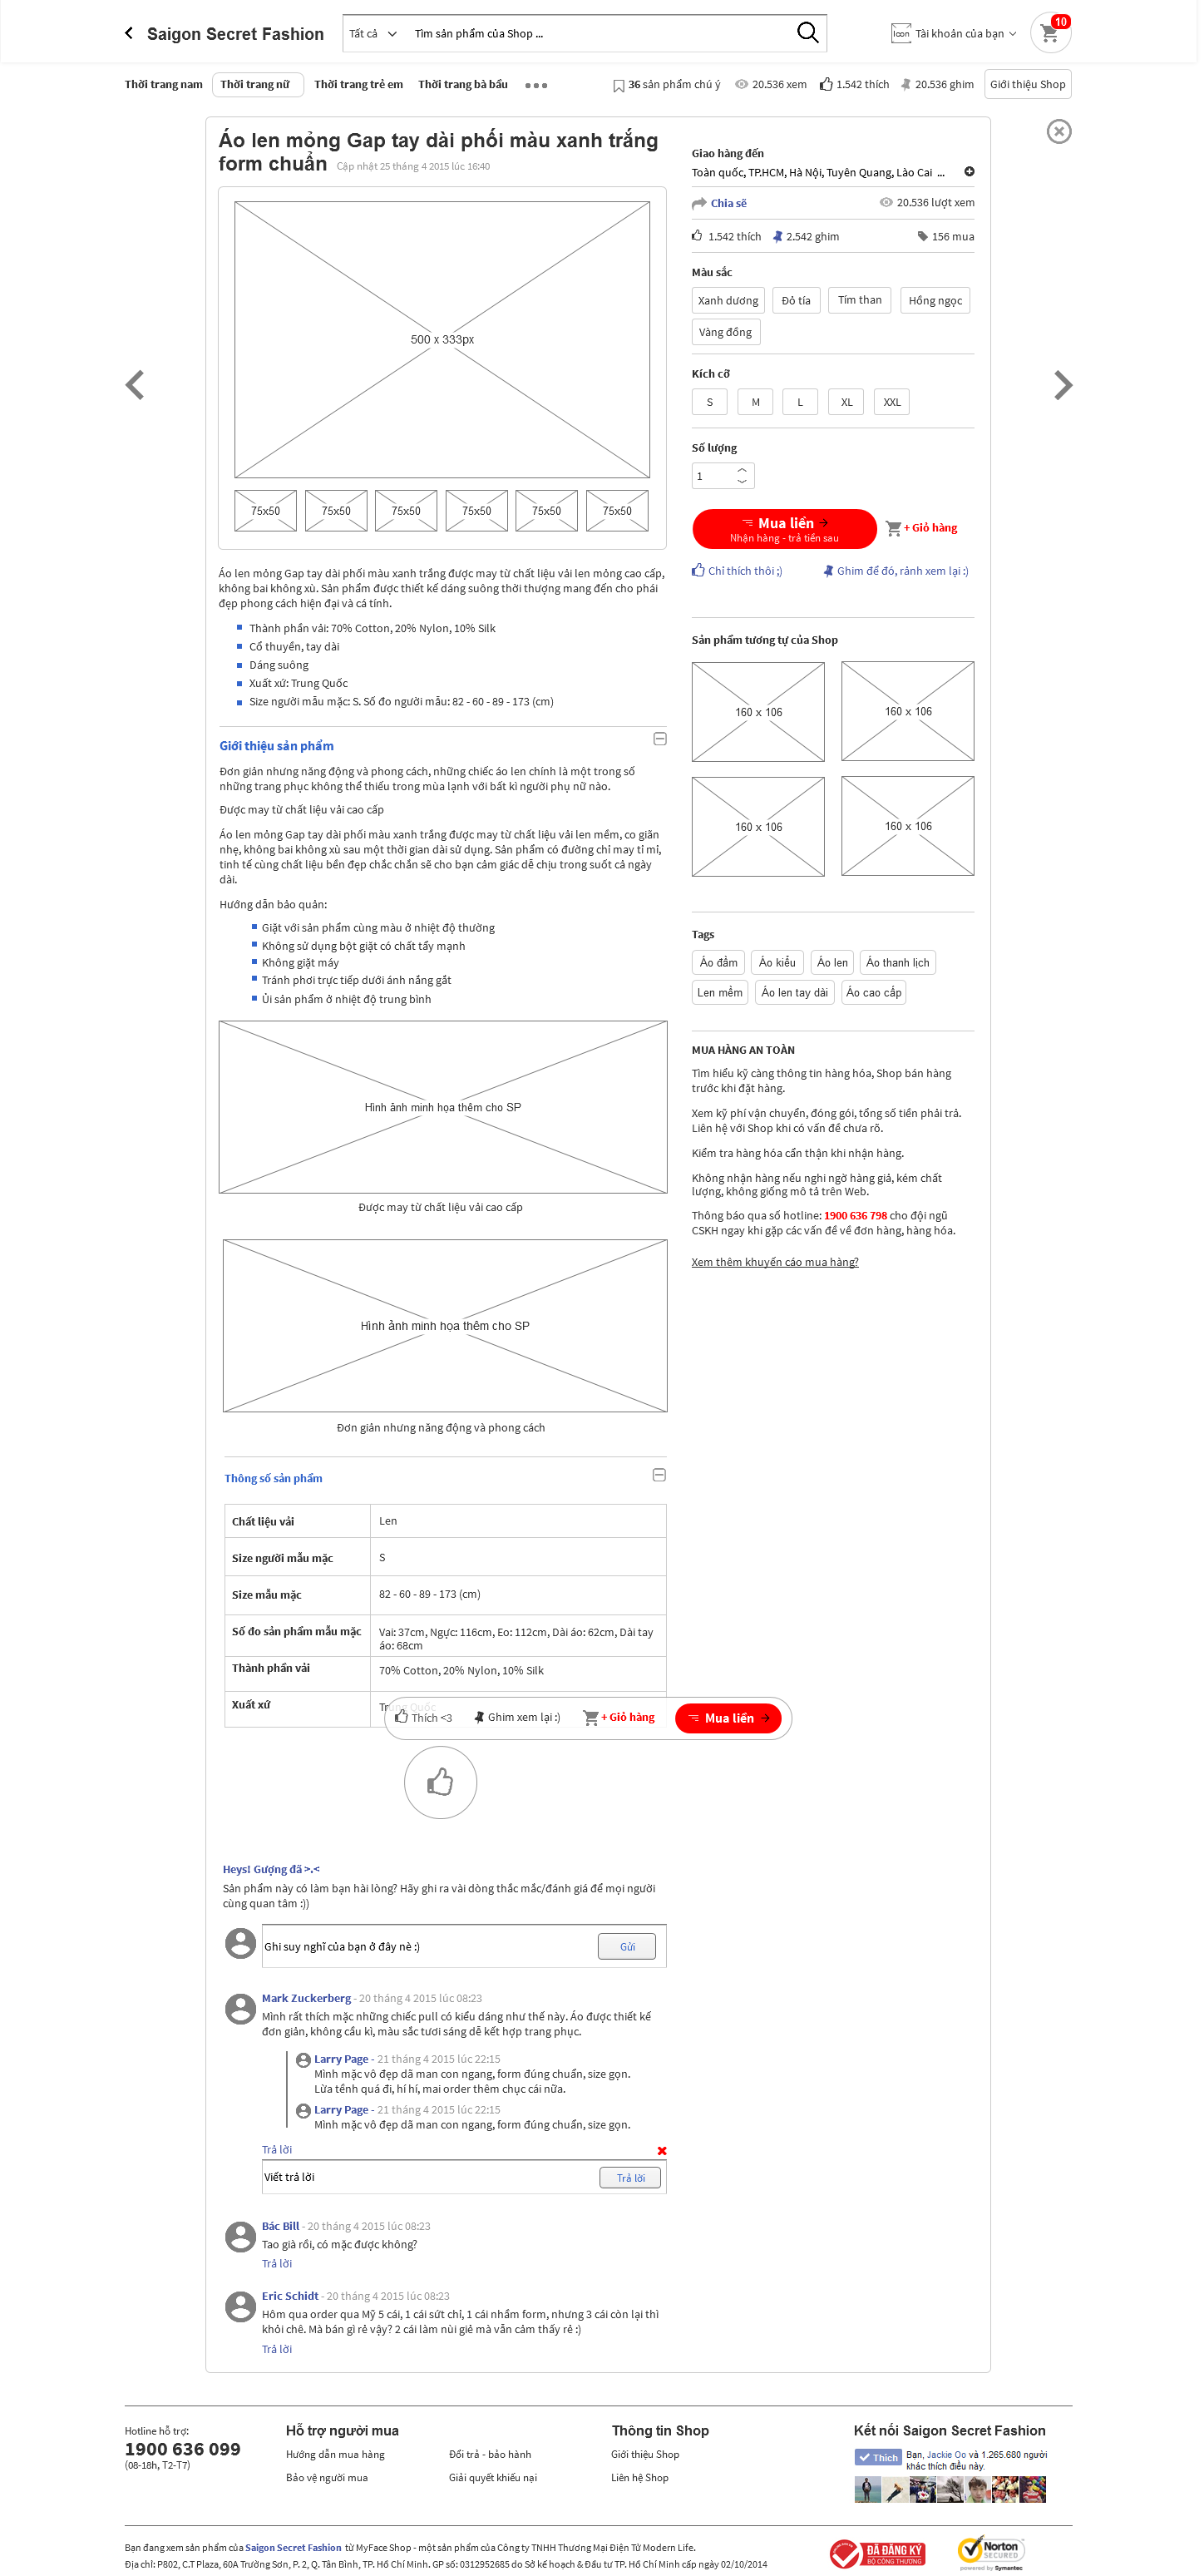 Saigon Secret Fashion
Tất cả
Tìm sản phẩm của Shop ...
Icon
Tài khoản của bạn
10
Thời trang nam
Thời trang nữ
Thời trang trẻ em
Thời trang bà bầu
36 sản phẩm chú ý
20.536 xem
1.542 thích
20.536 ghim
Giới thiệu Shop
Áo len mỏng Gap tay dài phối màu xanh trắng
form chuẩn Cập nhật 25 tháng 4 2015 lúc 16:40
500 x 333px
75x50 75x50 75x50 75x50 75x50 75x50
Giao hàng đến
Toàn quốc, TP.HCM, Hà Nội, Tuyên Quang, Lào Cai ...
Chia sẽ
20.536 lượt xem
1.542 thích
2.542 ghim
156 mua
Màu sắc
Xanh dương Đỏ tía Tím than Hồng ngọc
Vàng đồng
Kích cỡ
S M L XL XXL
Số lượng
1
Mua liền
Nhận hàng - trả tiền sau
+ Giỏ hàng
Chỉ thích thôi ;)
Ghim để đó, rảnh xem lại :)
Áo len mỏng Gap tay dài phối màu xanh trắng được may từ chất liệu vải len mỏng cao cấp,
không bai không xù. Sản phẩm được thiết kế dáng suông thời thượng mang đến cho phái
đẹp phong cách hiện đại và cá tính.
Thành phần vải: 70% Cotton, 20% Nylon, 10% Silk
Cổ thuyền, tay dài
Dáng suông
Xuất xứ: Trung Quốc
Size người mẫu mặc: S. Số đo người mẫu: 82 - 60 - 89 - 173 (cm)
Giới thiệu sản phẩm
Đơn giản nhưng năng động và phong cách, những chiếc áo len chính là một trong số
những trang phục không thể thiếu trong mùa lạnh với bất kì người phụ nữ nào.
Được may từ chất liệu vải cao cấp
Áo len mỏng Gap tay dài phối màu xanh trắng được may từ chất liệu vải len mềm, co giãn
nhẹ, không bai không xù sau một thời gian dài sử dụng. Sản phẩm có đường chỉ may tỉ mỉ,
tinh tế cùng chất liệu bền đẹp chắc chắn sẽ cho bạn cảm giác dễ chịu trong suốt cả ngày
dài.
Hướng dẫn bảo quản:
Giặt với sản phẩm cùng màu ở nhiệt độ thường
Không sử dụng bột giặt có chất tẩy mạnh
Không giặt máy
Tránh phơi trực tiếp dưới ánh nắng gắt
Ủi sản phẩm ở nhiệt độ trung bình
Hình ảnh minh họa thêm cho SP
Được may từ chất liệu vải cao cấp
Hình ảnh minh họa thêm cho SP
Đơn giản nhưng năng động và phong cách
Sản phẩm tương tự của Shop
160 x 106 160 x 106
160 x 106 160 x 106
Tags
Áo đầm Áo kiểu Áo len Áo thanh lịch
Len mềm Áo len tay dài Áo cao cấp
MUA HÀNG AN TOÀN
Tìm hiểu kỹ càng thông tin hàng hóa, Shop bán hàng
trước khi đặt hàng.
Xem kỹ phí vận chuyển, đóng gói, tổng số tiền phải trả.
Liên hệ với Shop khi có vấn đề chưa rõ.
Kiểm tra hàng hóa cẩn thận khi nhận hàng.
Không nhận hàng nếu nghi ngờ hàng giả, kém chất
lượng, không giống mô tả trên Web.
Thông báo qua số hotline: 1900 636 798 cho đội ngũ
CSKH ngay khi gặp các vấn đề về đơn hàng, hàng hóa.
Xem thêm khuyến cáo mua hàng?
Thông số sản phẩm
Chất liệu vải Len
Size người mẫu mặc S
Size mẫu mặc 82 - 60 - 89 - 173 (cm)
Số đo sản phẩm mẫu mặc Vai: 37cm, Ngực: 116cm, Eo: 112cm, Dài áo: 62cm, Dài tay
áo: 68cm
Thành phần vải 70% Cotton, 20% Nylon, 10% Silk
Xuất xứ Trung Quốc
Thích <3
Ghim xem lại :)
+ Giỏ hàng
Mua liền
Heys! Gượng đã >.<
Sản phẩm này có làm bạn hài lòng? Hãy ghi ra vài dòng thắc mắc/đánh giá để mọi người
cùng quan tâm :))
Ghi suy nghĩ của bạn ở đây nè :)
Gửi
Mark Zuckerberg - 20 tháng 4 2015 lúc 08:23
Mình rất thích mặc những chiếc pull có kiểu dáng như thế này. Áo được thiết kế
đơn giản, không cầu kì, màu sắc tươi sáng dễ kết hợp trang phục.
Larry Page - 21 tháng 4 2015 lúc 22:15
Mình mặc vô đẹp dã man con ngang, form đúng chuẩn, size gọn.
Lừa tềnh quá đi, hí hí, mai order thêm chục cái nữa.
Larry Page - 21 tháng 4 2015 lúc 22:15
Mình mặc vô đẹp dã man con ngang, form đúng chuẩn, size gọn.
Trả lời
Viết trả lời
Trả lời
Bác Bill - 20 tháng 4 2015 lúc 08:23
Tao già rồi, có mặc được không?
Trả lời
Eric Schidt - 20 tháng 4 2015 lúc 08:23
Hôm qua order qua Mỹ 5 cái, 1 cái sứt chỉ, 1 cái nhầm form, nhưng 3 cái còn lại thì
khỏi chê. Mà bán gì rẻ vậy? 2 cái làm nùi giẻ mà vẫn cảm thấy rẻ :)
Trả lời
Hotline hỗ trợ:
1900 636 099
(08-18h, T2-T7)
Hỗ trợ người mua
Hướng dẫn mua hàng
Đổi trả - bảo hành
Bảo vệ người mua
Giải quyết khiếu nại
Thông tin Shop
Giới thiệu Shop
Liên hệ Shop
Kết nối Saigon Secret Fashion
Thích
Bạn, Jackie Oo và 1.265.680 người
khác thích điều này.
Bạn đang xem sản phẩm của Saigon Secret Fashion từ MyFace Shop - một sản phẩm của Công ty TNHH Thương Mại Điện Tử Modern Life.
Địa chỉ: P802, C.T Plaza, 60A Trường Sơn, P. 2, Q. Tân Bình, TP. Hồ Chí Minh. GP số: 0312952685 do Sở kế hoạch & Đầu tư TP. Hồ Chí Minh cấp ngày 02/10/2014
ĐÃ ĐĂNG KÝ
BỘ CÔNG THƯƠNG
Norton
SECURED
powered by Symantec